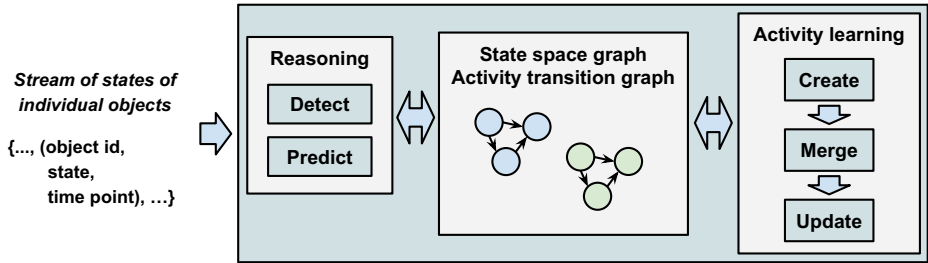 Stream of states of
individual objects
{..., (object id,
state,
time point), ...}
Reasoning
Detect
Predict
State space graph
Activity transition graph
Activity learning
Create
Merge
Update